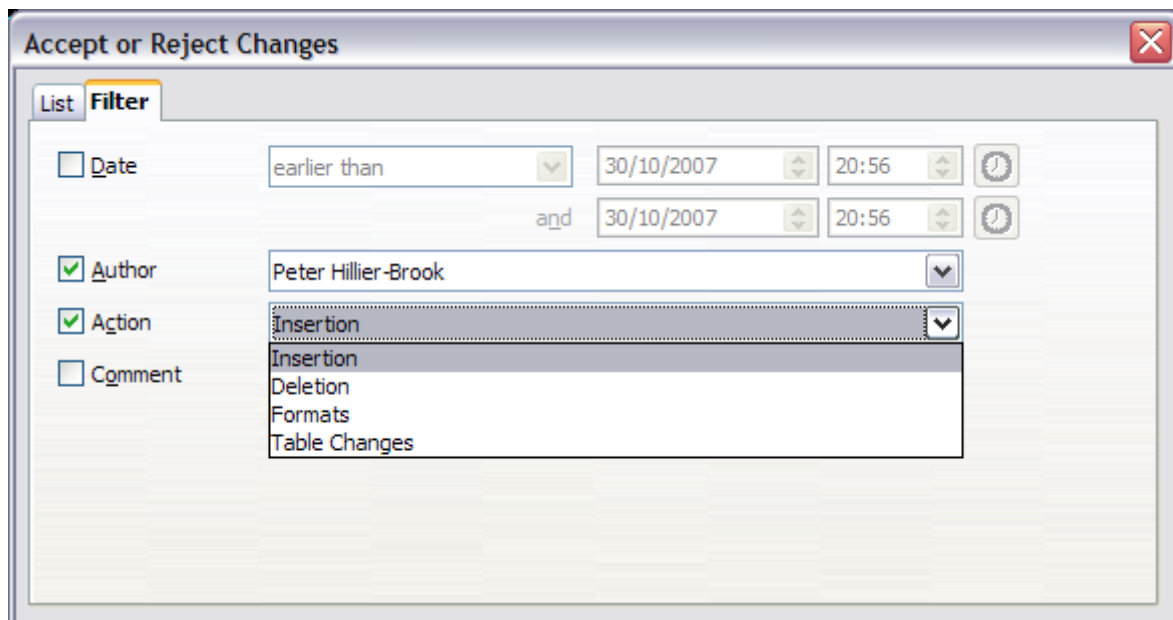 Accept or Reject Changes
List Filter
Date earlier than 30/10/2007 20:56
and 30/10/2007 20:56
Author Peter Hillier-Brook
Action Insertion
Insertion
Comment
Deletion
Formats
Table Changes